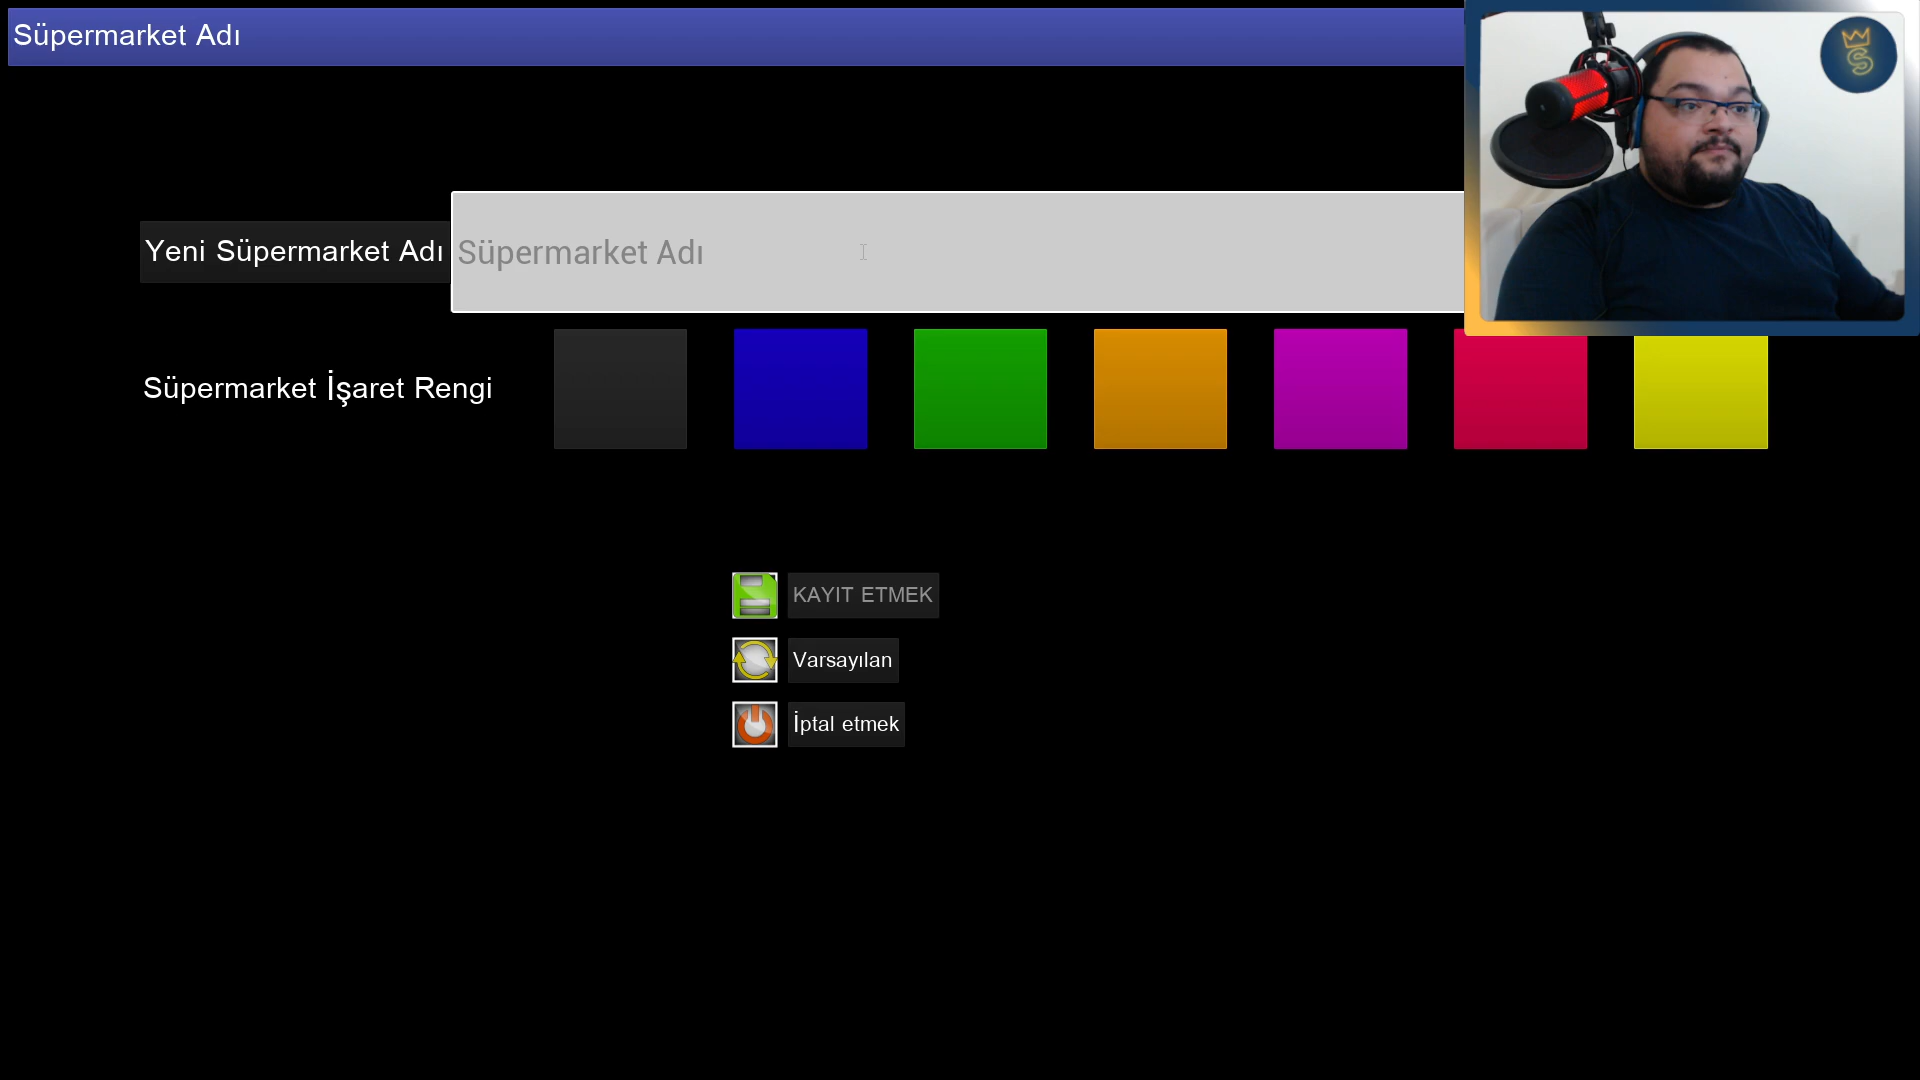 Süpermarket Adı
Yeni Süpermarket Adı
Süpermarket Adı
Süpermarket İşaret Rengi
KAYIT ETMEK
Varsayılan
İptal etmek